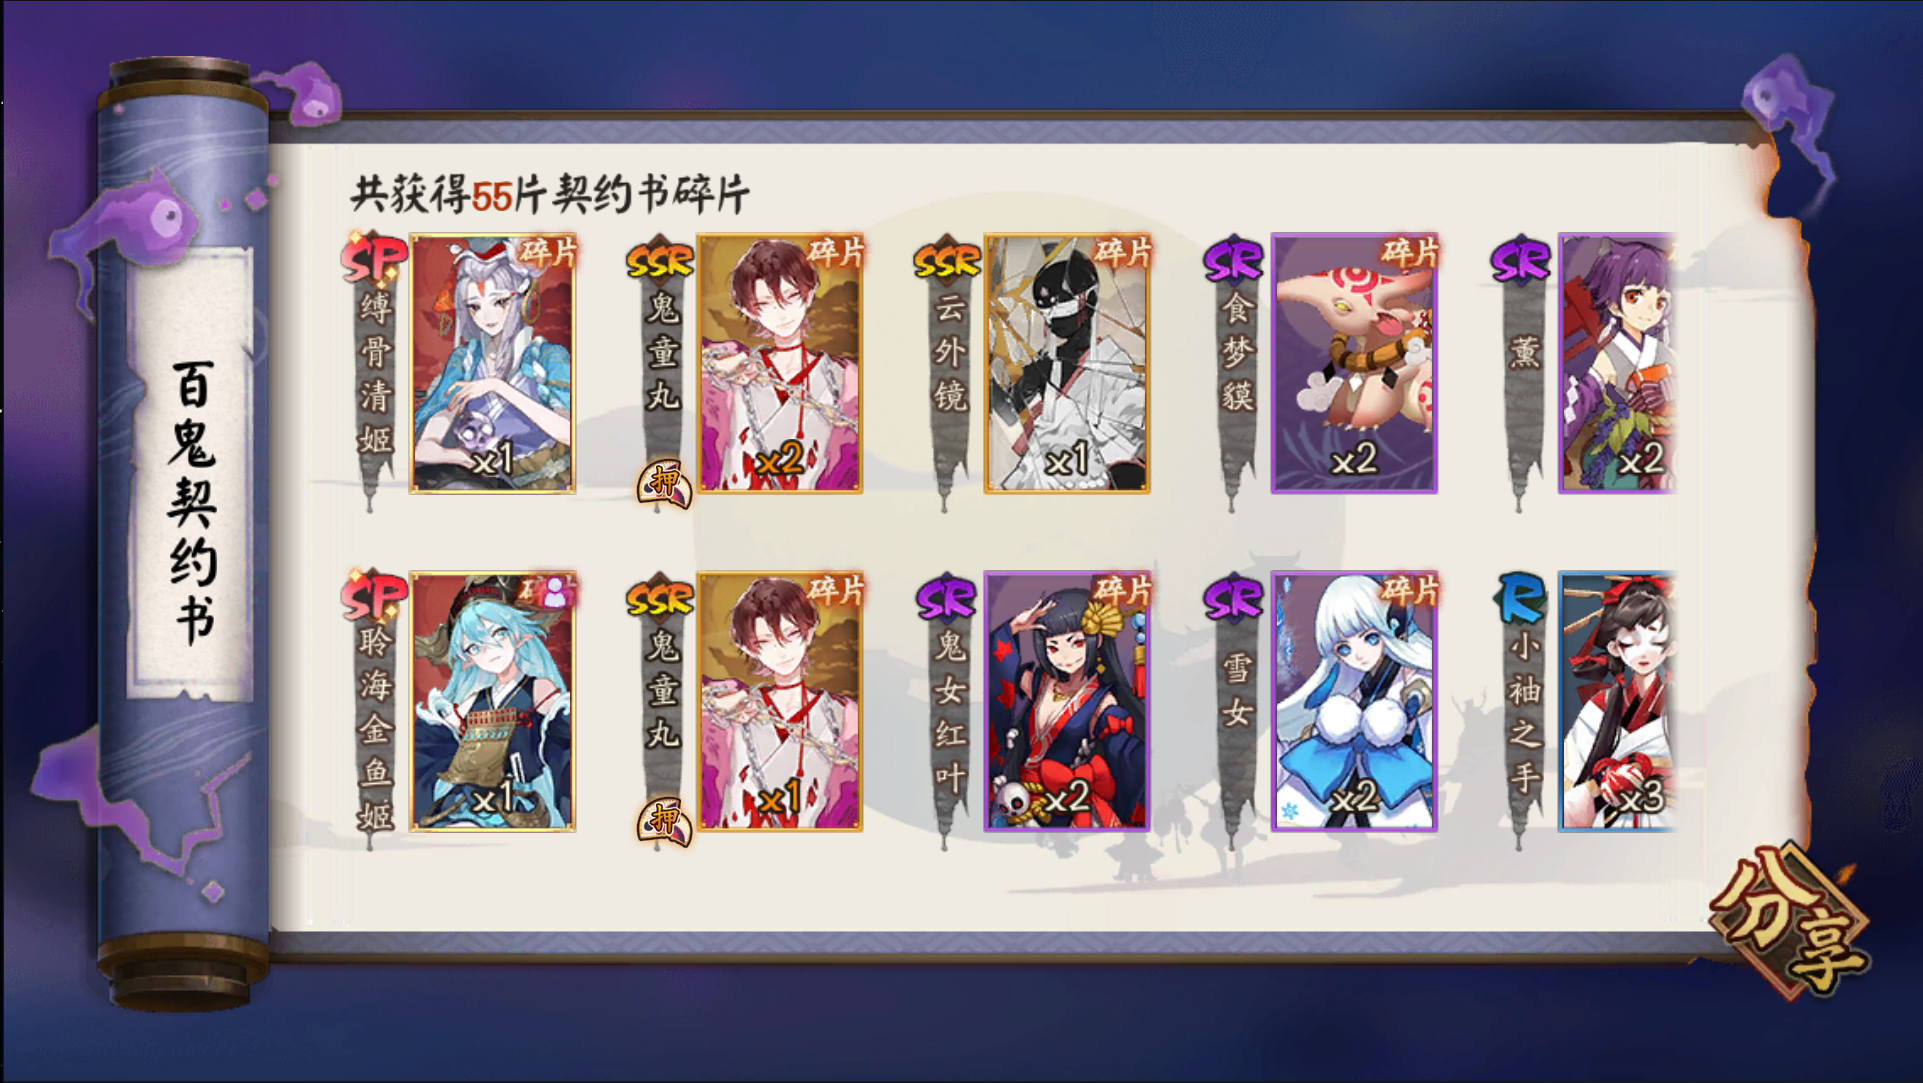 百鬼契约书
共获得55片契约书碎片
SP
缚骨清姬
碎片
x1
SSR
鬼童丸
押
碎片
x2
SSR
云外镜
碎片
x1
SR
食梦貘
碎片
x2
SR
薰
x2
SP
聆海金鱼姬
x1
SSR
鬼童丸
押
碎片
x1
SR
鬼女红叶
碎片
x2
SR
雪女
碎片
x2
R
小袖之手
x3
分享